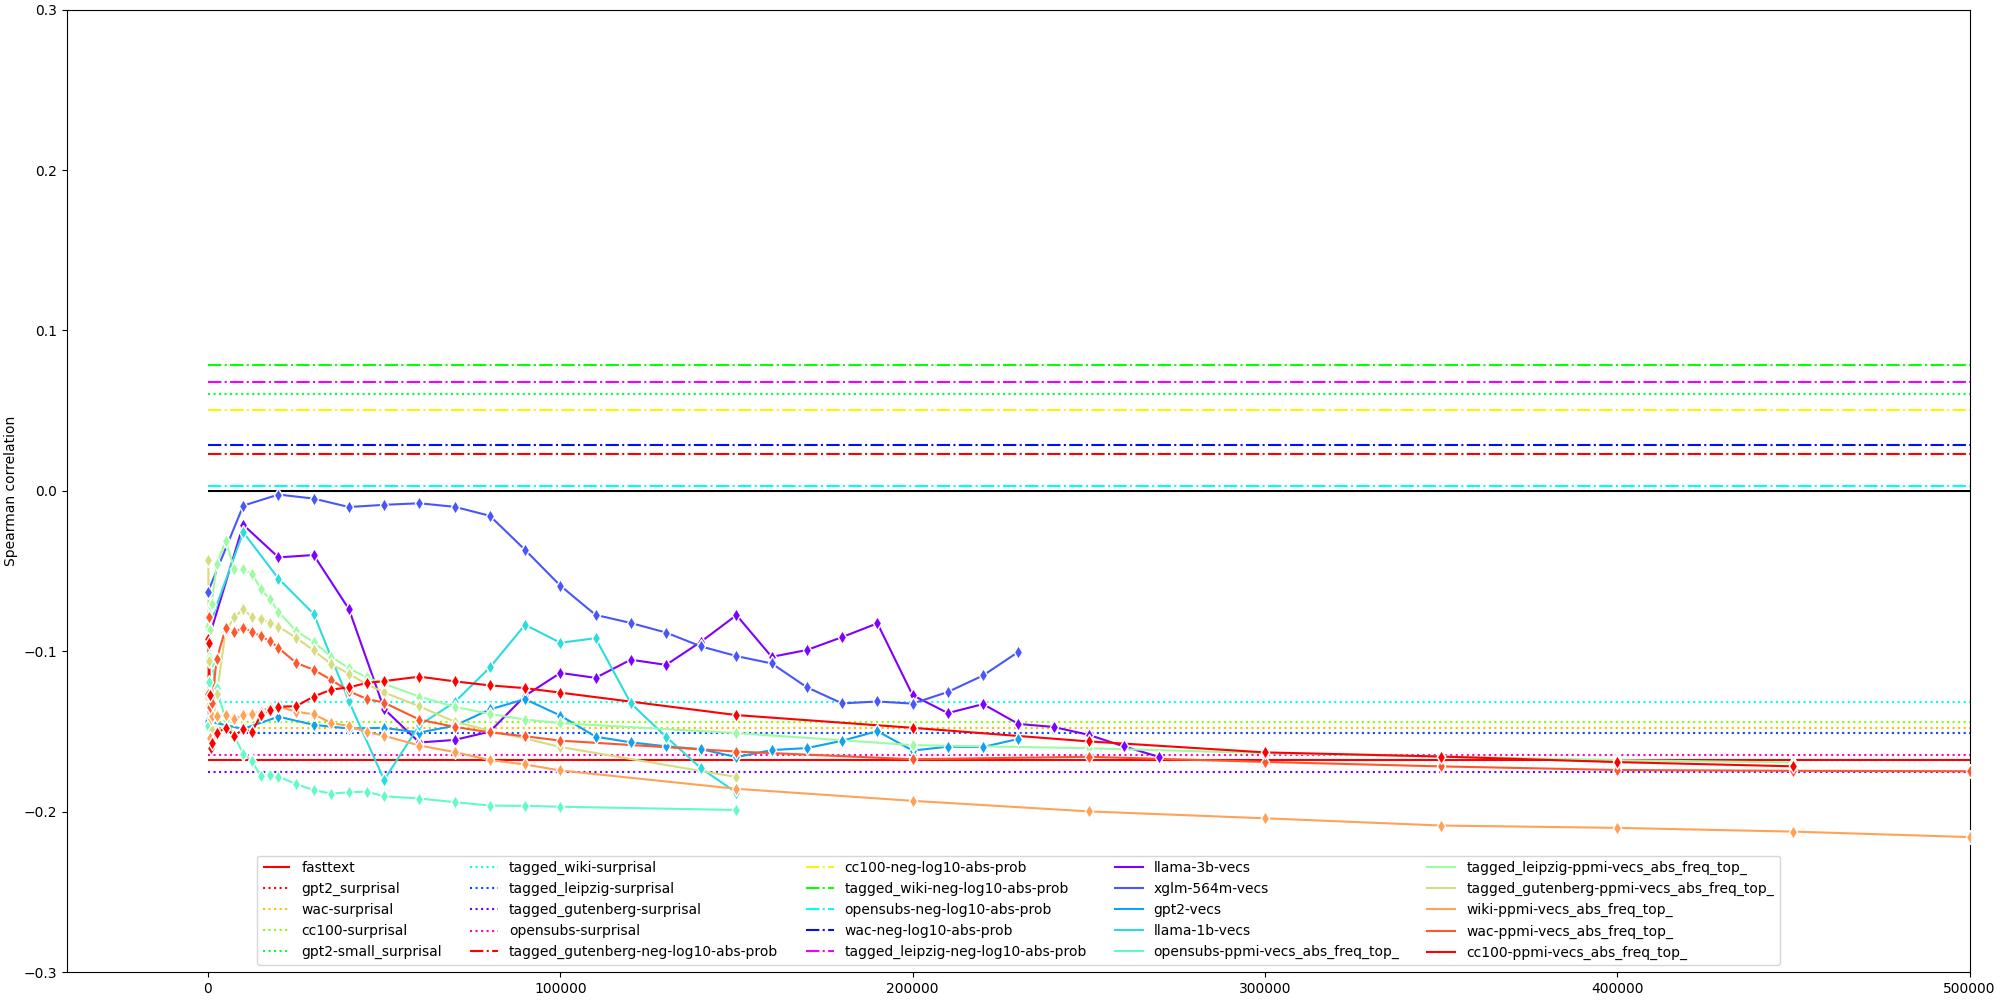 0.3
0.2
0.1
0.0
−0.1
−0.2
−0.3
Spearman correlation
0
100000
200000
300000
400000
500000
fasttext
gpt2_surprisal
wac-surprisal
cc100-surprisal
gpt2-small_surprisal
tagged_wiki-surprisal
tagged_leipzig-surprisal
tagged_gutenberg-surprisal
opensubs-surprisal
tagged_gutenberg-neg-log10-abs-prob
cc100-neg-log10-abs-prob
tagged_wiki-neg-log10-abs-prob
opensubs-neg-log10-abs-prob
wac-neg-log10-abs-prob
tagged_leipzig-neg-log10-abs-prob
llama-3b-vecs
xglm-564m-vecs
gpt2-vecs
llama-1b-vecs
opensubs-ppmi-vecs_abs_freq_top_
tagged_leipzig-ppmi-vecs_abs_freq_top_
tagged_gutenberg-ppmi-vecs_abs_freq_top_
wiki-ppmi-vecs_abs_freq_top_
wac-ppmi-vecs_abs_freq_top_
cc100-ppmi-vecs_abs_freq_top_